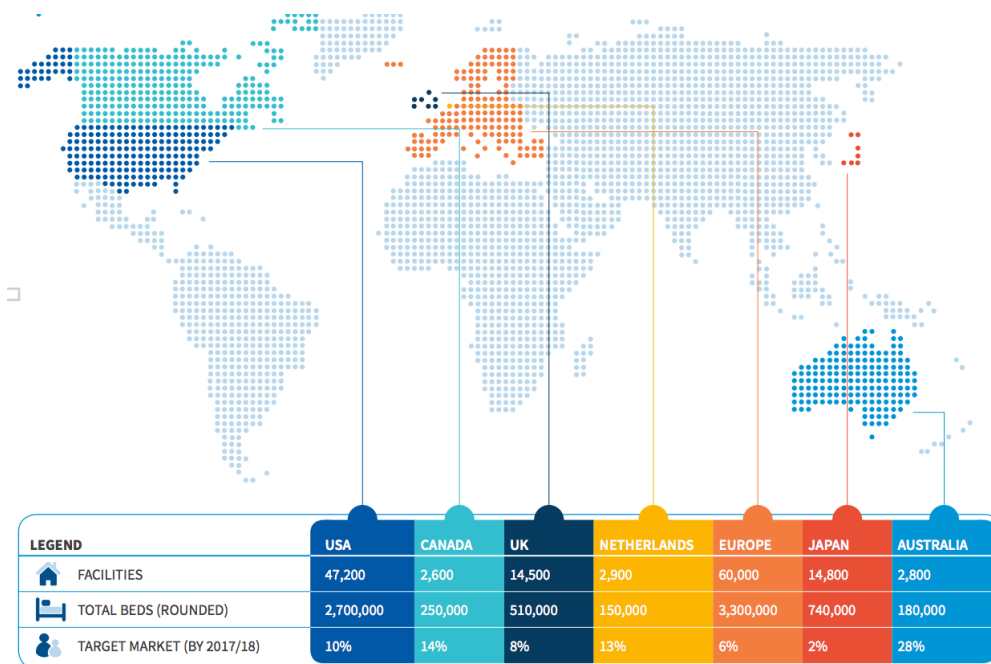 LEGEND USA CANADA UK NETHERLANDS EUROPE JAPAN AUSTRALIA
FACILITIES 47,200 2,600 14,500 2,900 60,000 14,800 2,800
TOTAL BEDS (ROUNDED) 2,700,000 250,000 510,000 150,000 3,300,000 740,000 180,000
TARGET MARKET (BY 2017/18) 10% 14% 8% 13% 6% 2% 28%